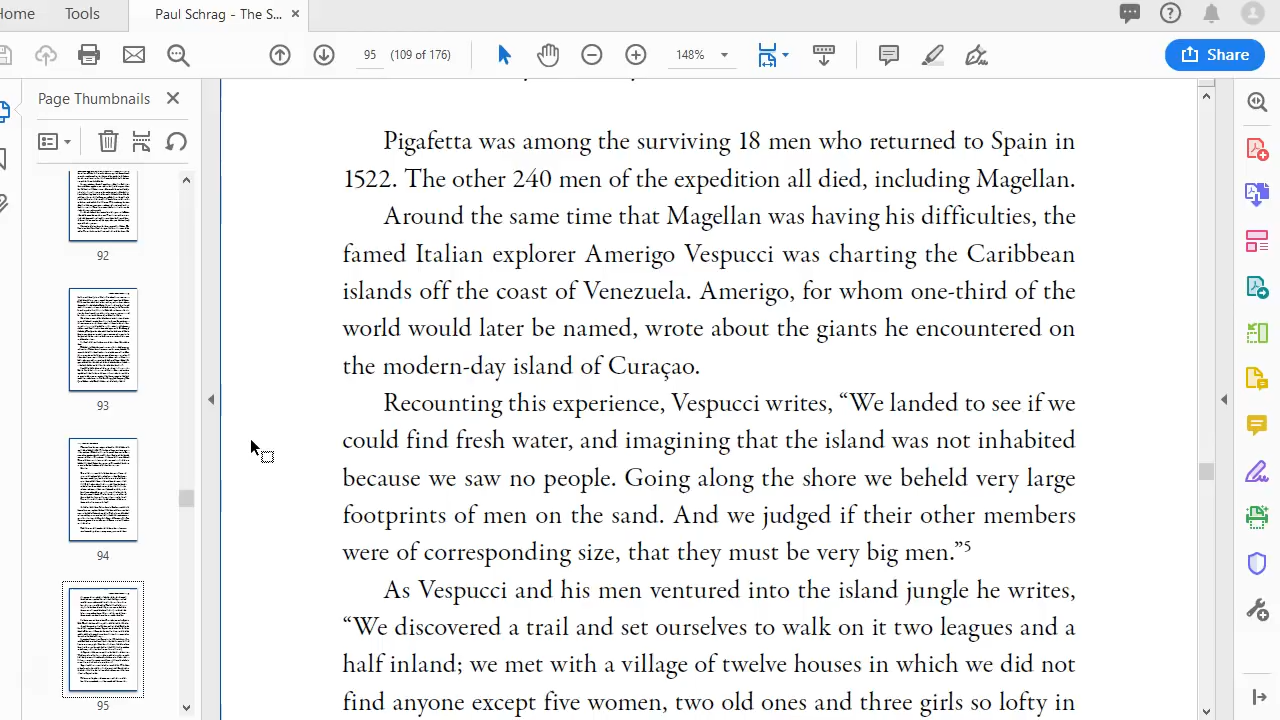 Home
Tools
Paul Schrag - The S...
95
(109 of 176)
148%
Share
Page Thumbnails
92
93
94
95
Pigafetta was among the surviving 18 men who returned to Spain in
1522. The other 240 men of the expedition all died, including Magellan.
Around the same time that Magellan was having his difficulties, the
famed Italian explorer Amerigo Vespucci was charting the Caribbean
islands off the coast of Venezuela. Amerigo, for whom one-third of the
world would later be named, wrote about the giants he encountered on
the modern-day island of Curaçao.
Recounting this experience, Vespucci writes, “We landed to see if we
could find fresh water, and imagining that the island was not inhabited
because we saw no people. Going along the shore we beheld very large
footprints of men on the sand. And we judged if their other members
were of corresponding size, that they must be very big men.”5
As Vespucci and his men ventured into the island jungle he writes,
“We discovered a trail and set ourselves to walk on it two leagues and a
half inland; we met with a village of twelve houses in which we did not
find anyone except five women, two old ones and three girls so lofty in